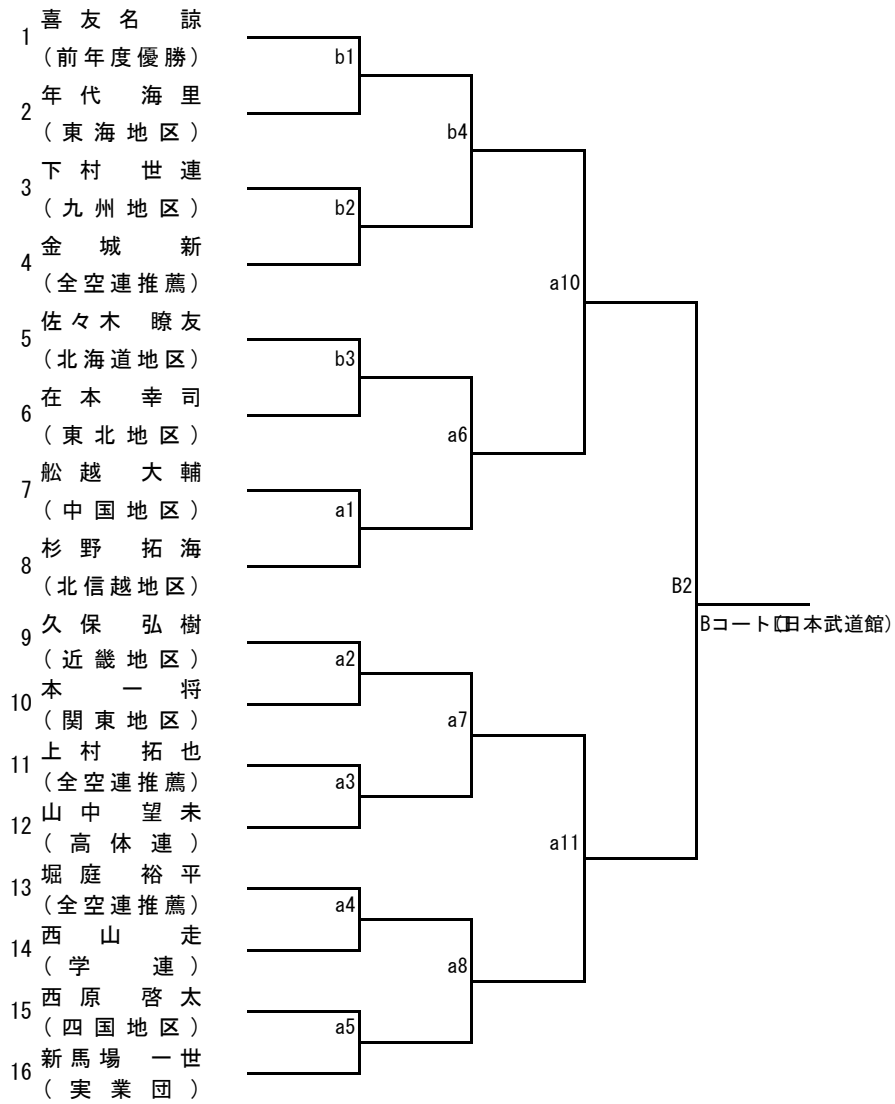 1 喜友名 諒
(前年度優勝)
2 年代 海里
(東海地区)
3 下村 世連
(九州地区)
4 金城 新
(全空連推薦)
5 佐々木 瞭友
(北海道地区)
6 在本 幸司
(東北地区)
7 舩越 大輔
(中国地区)
8 杉野 拓海
(北信越地区)
9 久保 弘樹
(近畿地区)
10 本 一将
(関東地区)
11 上村 拓也
(全空連推薦)
12 山中 望未
(高体連)
13 堀庭 裕平
(全空連推薦)
14 西山 走
(学連)
15 西原 啓太
(四国地区)
16 新馬場 一世
(実業団)
b1
b2
b3
a1
a2
a3
a4
a5
b4
a6
a7
a8
a10
a11
B2
Bコート 日本武道館)